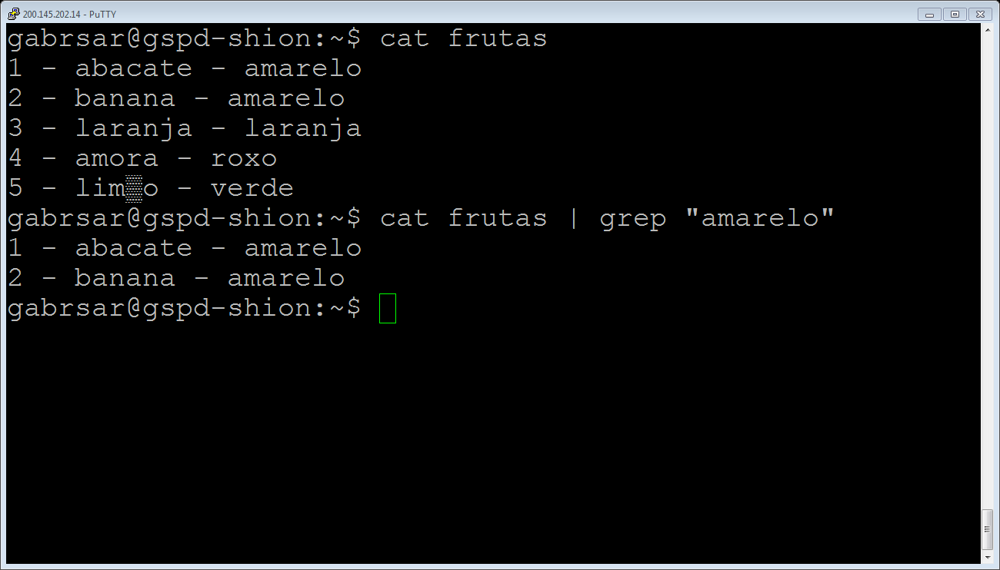 200.145.202.14 - PuTTY
gabrsar@gspd-shion:~$ cat frutas
1 - abacate - amarelo
2 - banana - amarelo
3 - laranja - laranja
4 - amora - roxo
5 - lim▒o - verde
gabrsar@gspd-shion:~$ cat frutas | grep "amarelo"
1 - abacate - amarelo
2 - banana - amarelo
gabrsar@gspd-shion:~$